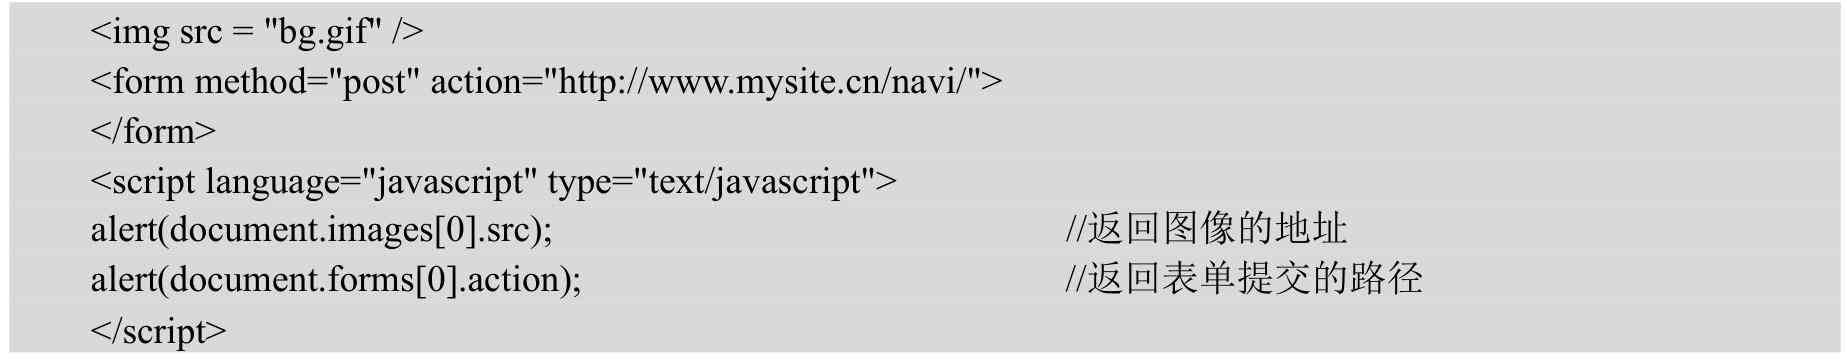 <img src = "bg.gif" />
<form method="post" action="http://www.mysite.cn/navi/">
</form>
<script language="javascript" type="text/javascript">
alert(document.images[0].src); //返回图像的地址
alert(document.forms[0].action); //返回表单提交的路径
</script>